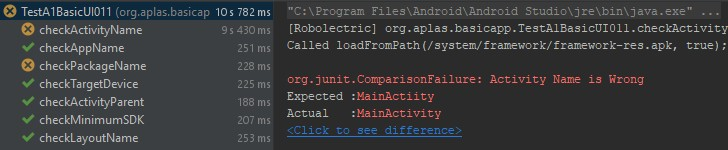 TestA1BasicUI011 (org.aplas.basicap 10 s 782 ms
checkActivityName 9 s 430 ms
checkAppName 251 ms
checkPackageName 228 ms
checkTargetDevice 225 ms
checkActivityParent 188 ms
checkMinimumSDK 207 ms
checkLayoutName 253 ms
"C:\Program Files\Android\Android Studio\jre\bin\java.exe" ...
[Robolectric] org.aplas.basicapp.TestA1BasicUI011.checkActivity
Called loadFromPath(/system/framework/framework-res.apk, true);
org.junit.ComparisonFailure: Activity Name is Wrong
Expected :MainActiity
Actual :MainActivity
<Click to see difference>